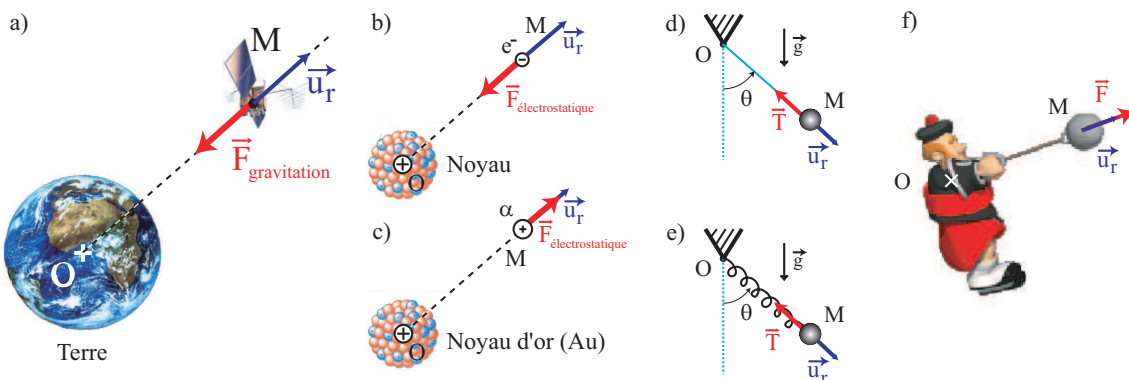 a)
M
u_r
F_gravitation
O
Terre
b)
M
e⁻
u_r
F_électrostatique
O
Noyau
c)
α
u_r
F_électrostatique
M
O
Noyau d'or (Au)
d)
O
g
θ
M
T
u_r
e)
O
g
θ
M
T
u_r
f)
M
F
u_r
O